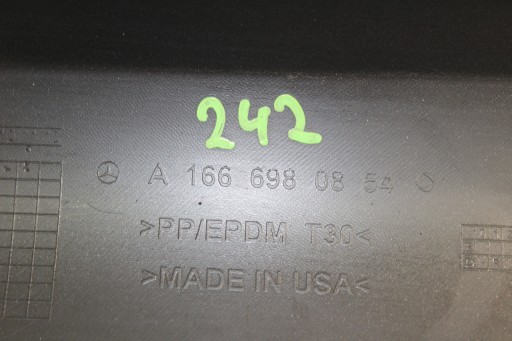 242
A 166 698 08 54
>PP/EPDM T30<
>MADE IN USA<